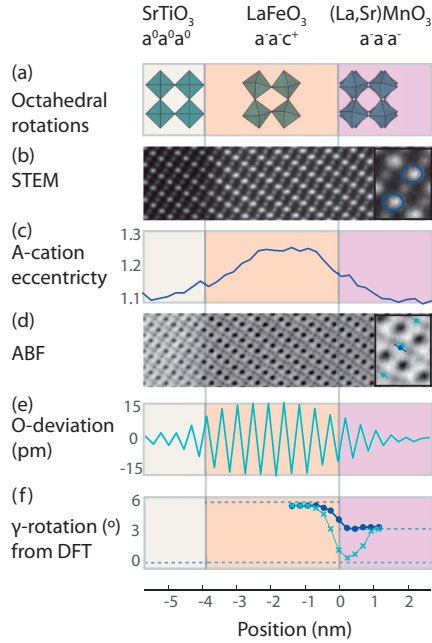 SrTiO₃ LaFeO₃ (La,Sr)MnO₃
a⁰a⁰a⁰ a⁻a⁻c⁺ a⁻a⁻a⁻
(a)
Octahedral
rotations
(b)
STEM
(c)
A-cation
eccentricty
1.3
1.2
1.1
(d)
ABF
(e)
O-deviation
(pm)
15
0
-15
(f)
γ-rotation (º)
from DFT
6
3
0
-5 -4 -3 -2 -1 0 1 2
Position (nm)